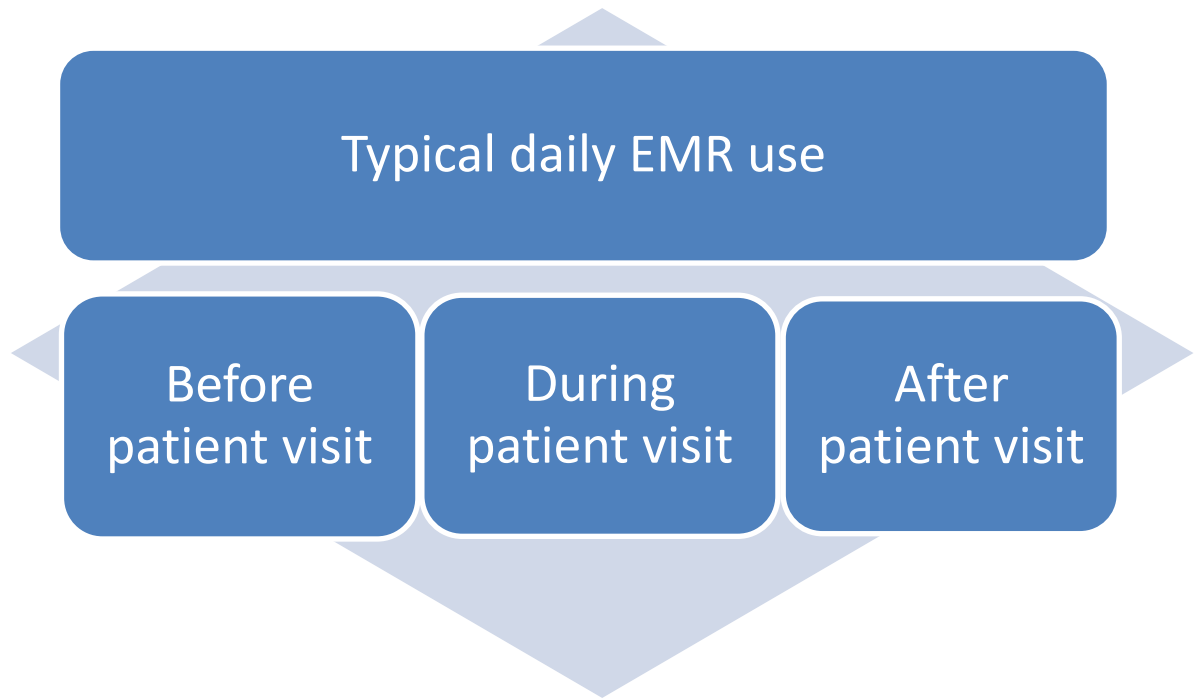 Typical daily EMR use
Before
patient visit
During
patient visit
After
patient visit